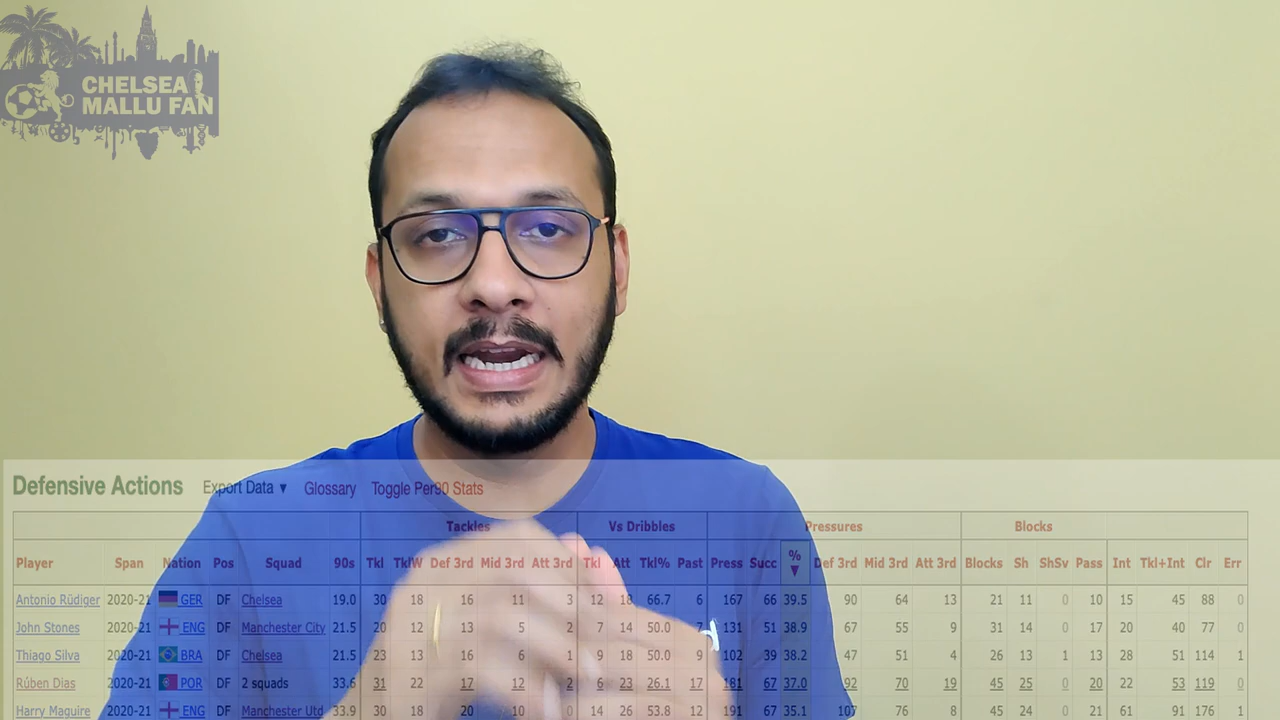 CHELSEA
MALLU FAN
Defensive Actions Export Data ▼ Glossary Toggle Per90 Stats
Tackles Vs Dribbles Pressures Blocks
Player Span Nation Pos Squad 90s Tkl TklW Def 3rd Mid 3rd Att 3rd Tkl Att Tkl% Past Press Succ % ▼ Def 3rd Mid 3rd Att 3rd Blocks Sh ShSv Pass Int Tkl+Int Clr Err
Antonio Rüdiger 2020-21 GER DF Chelsea 19.0 30 18 16 11 3 12 18 66.7 6 167 66 39.5 90 64 13 21 11 0 10 15 45 88 0
John Stones 2020-21 ENG DF Manchester City 21.5 20 12 13 5 2 7 14 50.0 7 131 51 38.9 67 55 9 31 14 0 17 20 40 77 0
Thiago Silva 2020-21 BRA DF Chelsea 21.5 23 13 16 6 1 9 18 50.0 9 102 39 38.2 47 51 4 26 13 1 13 28 51 114 1
Rúben Dias 2020-21 POR DF 2 squads 33.6 31 22 17 12 2 6 23 26.1 17 181 67 37.0 92 70 19 45 25 0 20 22 53 119 0
Harry Maguire 2020-21 ENG DF Manchester Utd 33.9 30 18 20 10 0 14 26 53.8 12 191 67 35.1 107 76 8 45 24 0 21 61 91 176 1